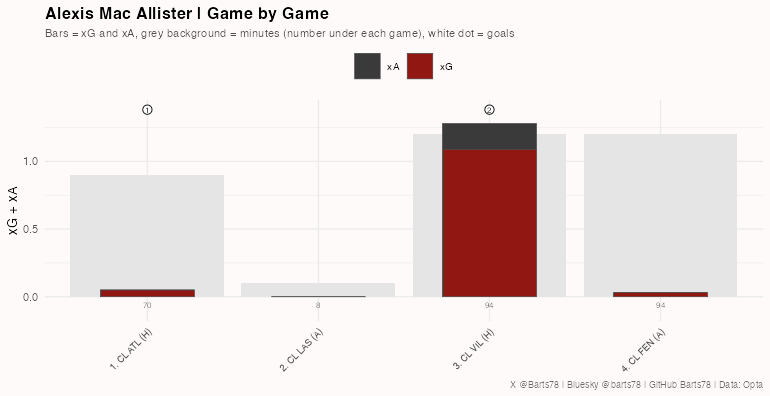 Alexis Mac Allister | Game by Game
Bars = xG and xA, grey background = minutes (number under each game), white dot = goals
xA xG
1 2
xG + xA
1.0
0.5
0.0
70 8 94 94
1. CL ATL (H)
2. CL LAS (A)
3. CL VIL (H)
4. CL FEN (A)
X @Barts78 | Bluesky @barts78 | GitHub Barts78 | Data: Opta